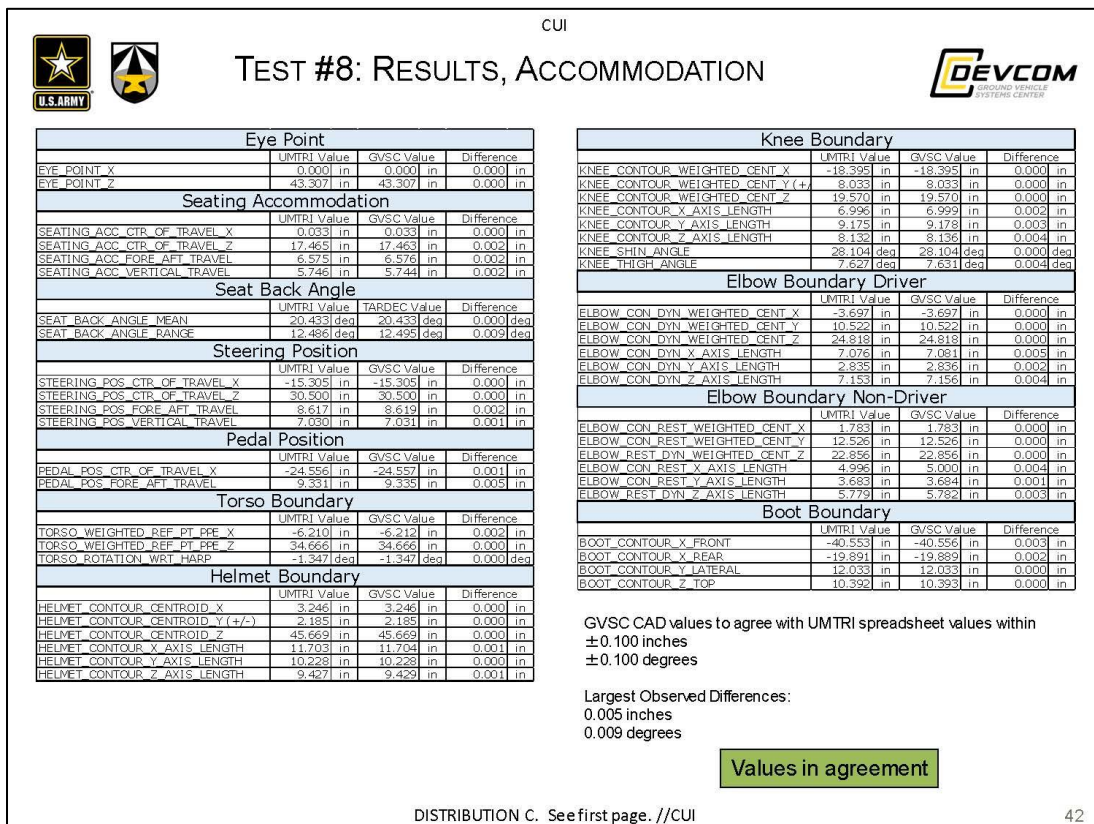 CUI
U.S.ARMY
TEST #8: RESULTS, ACCOMMODATION
DEVCOM
GROUND VEHICLE
SYSTEMS CENTER
Eye Point
UMTRI Value GVSC Value Difference
EYE_POINT_X 0.000 in 0.000 in 0.000 in
EYE_POINT_Z 43.307 in 43.307 in 0.000 in
Seating Accommodation
UMTRI Value GVSC Value Difference
SEATING_ACC_CTR_OF_TRAVEL_X 0.033 in 0.033 in 0.000 in
SEATING_ACC_CTR_OF_TRAVEL_Z 17.465 in 17.463 in 0.002 in
SEATING_ACC_FORE_AFT_TRAVEL 6.575 in 6.576 in 0.002 in
SEATING_ACC_VERTICAL_TRAVEL 5.746 in 5.744 in 0.002 in
Seat Back Angle
UMTRI Value TARDEC Value Difference
SEAT_BACK_ANGLE_MEAN 20.433 deg 20.433 deg 0.000 deg
SEAT_BACK_ANGLE_RANGE 12.486 deg 12.495 deg 0.009 deg
Steering Position
UMTRI Value GVSC Value Difference
STEERING_POS_CTR_OF_TRAVEL_X -15.305 in -15.305 in 0.000 in
STEERING_POS_CTR_OF_TRAVEL_Z 30.500 in 30.500 in 0.000 in
STEERING_POS_FORE_AFT_TRAVEL 8.617 in 8.619 in 0.002 in
STEERING_POS_VERTICAL_TRAVEL 7.030 in 7.031 in 0.001 in
Pedal Position
UMTRI Value GVSC Value Difference
PEDAL_POS_CTR_OF_TRAVEL_X -24.556 in -24.557 in 0.001 in
PEDAL_POS_FORE_AFT_TRAVEL 9.331 in 9.335 in 0.005 in
Torso Boundary
UMTRI Value GVSC Value Difference
TORSO_WEIGHTED_REF_PT_PPE_X -6.210 in -6.212 in 0.002 in
TORSO_WEIGHTED_REF_PT_PPE_Z 34.666 in 34.666 in 0.000 in
TORSO_ROTATION_WRT_HARP -1.347 deg -1.347 deg 0.000 deg
Helmet Boundary
UMTRI Value GVSC Value Difference
HELMET_CONTOUR_CENTROID_X 3.246 in 3.246 in 0.000 in
HELMET_CONTOUR_CENTROID_Y (+/-) 2.185 in 2.185 in 0.000 in
HELMET_CONTOUR_CENTROID_Z 45.669 in 45.669 in 0.000 in
HELMET_CONTOUR_X_AXIS_LENGTH 11.703 in 11.704 in 0.001 in
HELMET_CONTOUR_Y_AXIS_LENGTH 10.228 in 10.228 in 0.000 in
HELMET_CONTOUR_Z_AXIS_LENGTH 9.427 in 9.429 in 0.001 in
Knee Boundary
UMTRI Value GVSC Value Difference
KNEE_CONTOUR_WEIGHTED_CENT_X -18.395 in -18.395 in 0.000 in
KNEE_CONTOUR_WEIGHTED_CENT_Y (+/ 8.033 in 8.033 in 0.000 in
KNEE_CONTOUR_WEIGHTED_CENT_Z 19.570 in 19.570 in 0.000 in
KNEE_CONTOUR_X_AXIS_LENGTH 6.996 in 6.999 in 0.002 in
KNEE_CONTOUR_Y_AXIS_LENGTH 9.175 in 9.178 in 0.003 in
KNEE_CONTOUR_Z_AXIS_LENGTH 8.132 in 8.136 in 0.004 in
KNEE_SHIN_ANGLE 28.104 deg 28.104 deg 0.000 deg
KNEE_THIGH_ANGLE 7.627 deg 7.631 deg 0.004 deg
Elbow Boundary Driver
UMTRI Value GVSC Value Difference
ELBOW_CON_DYN_WEIGHTED_CENT_X -3.697 in -3.697 in 0.000 in
ELBOW_CON_DYN_WEIGHTED_CENT_Y 10.522 in 10.522 in 0.000 in
ELBOW_CON_DYN_WEIGHTED_CENT_Z 24.818 in 24.818 in 0.000 in
ELBOW_CON_DYN_X_AXIS_LENGTH 7.076 in 7.081 in 0.005 in
ELBOW_CON_DYN_Y_AXIS_LENGTH 2.835 in 2.836 in 0.002 in
ELBOW_CON_DYN_Z_AXIS_LENGTH 7.153 in 7.156 in 0.004 in
Elbow Boundary Non-Driver
UMTRI Value GVSC Value Difference
ELBOW_CON_REST_WEIGHTED_CENT_X 1.783 in 1.783 in 0.000 in
ELBOW_CON_REST_WEIGHTED_CENT_Y 12.526 in 12.526 in 0.000 in
ELBOW_REST_DYN_WEIGHTED_CENT_Z 22.856 in 22.856 in 0.000 in
ELBOW_CON_REST_X_AXIS_LENGTH 4.996 in 5.000 in 0.004 in
ELBOW_CON_REST_Y_AXIS_LENGTH 3.683 in 3.684 in 0.001 in
ELBOW_REST_DYN_Z_AXIS_LENGTH 5.779 in 5.782 in 0.003 in
Boot Boundary
UMTRI Value GVSC Value Difference
BOOT_CONTOUR_X_FRONT -40.553 in -40.556 in 0.003 in
BOOT_CONTOUR_X_REAR -19.891 in -19.889 in 0.002 in
BOOT_CONTOUR_Y_LATERAL 12.033 in 12.033 in 0.000 in
BOOT_CONTOUR_Z_TOP 10.392 in 10.393 in 0.000 in
GVSC CAD values to agree with UMTRI spreadsheet values within
±0.100 inches
±0.100 degrees
Largest Observed Differences:
0.005 inches
0.009 degrees
Values in agreement
DISTRIBUTION C. See first page. //CUI
42